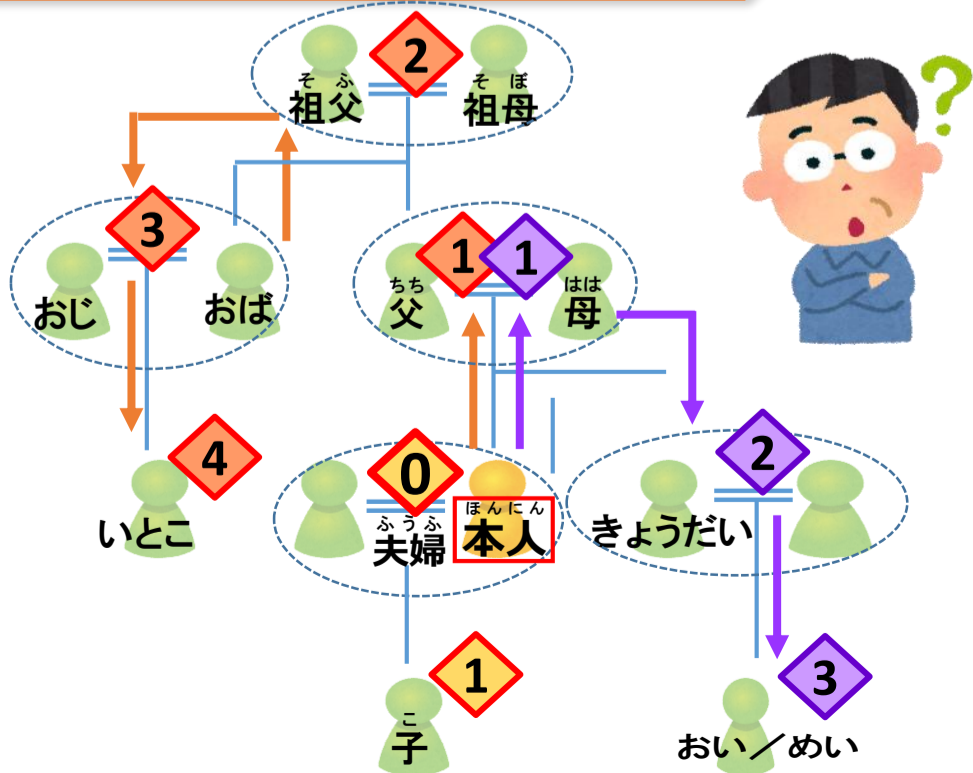 2
そふ そぼ
祖父 祖母
?
3
おじ おば
1 1
ちち はは
父 母
4
いとこ
0
ふうふ ほんにん
夫婦 本人
2
きょうだい
1
こ
子
3
おい／めい